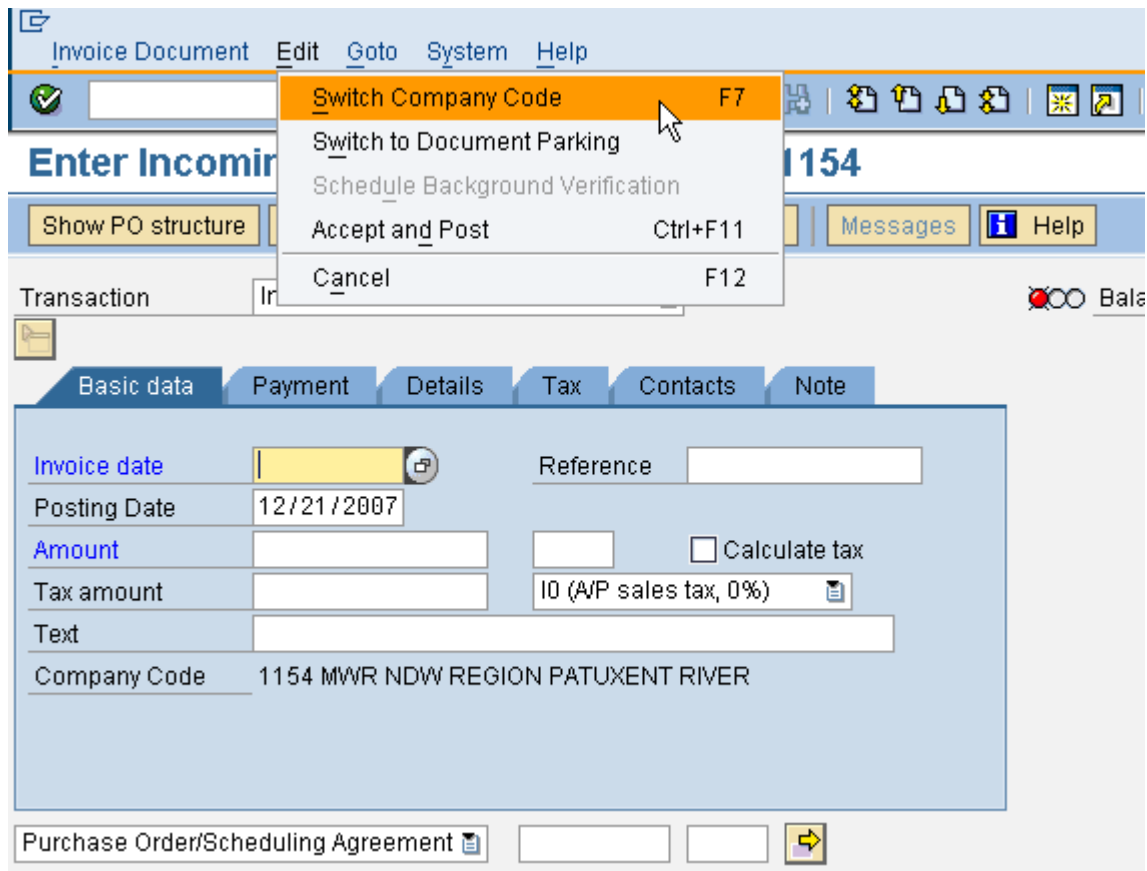 Invoice Document Edit Goto System Help
Switch Company Code F7
Switch to Document Parking
Enter Incomin 1154
Schedule Background Verification
Show PO structure Accept and Post Ctrl+F11 Messages Help
Cancel F12
Transaction In Bala
Basic data Payment Details Tax Contacts Note
Invoice date Reference
Posting Date 12/21/2007
Amount Calculate tax
Tax amount I0 (A/P sales tax, 0%)
Text
Company Code 1154 MWR NDW REGION PATUXENT RIVER
Purchase Order/Scheduling Agreement